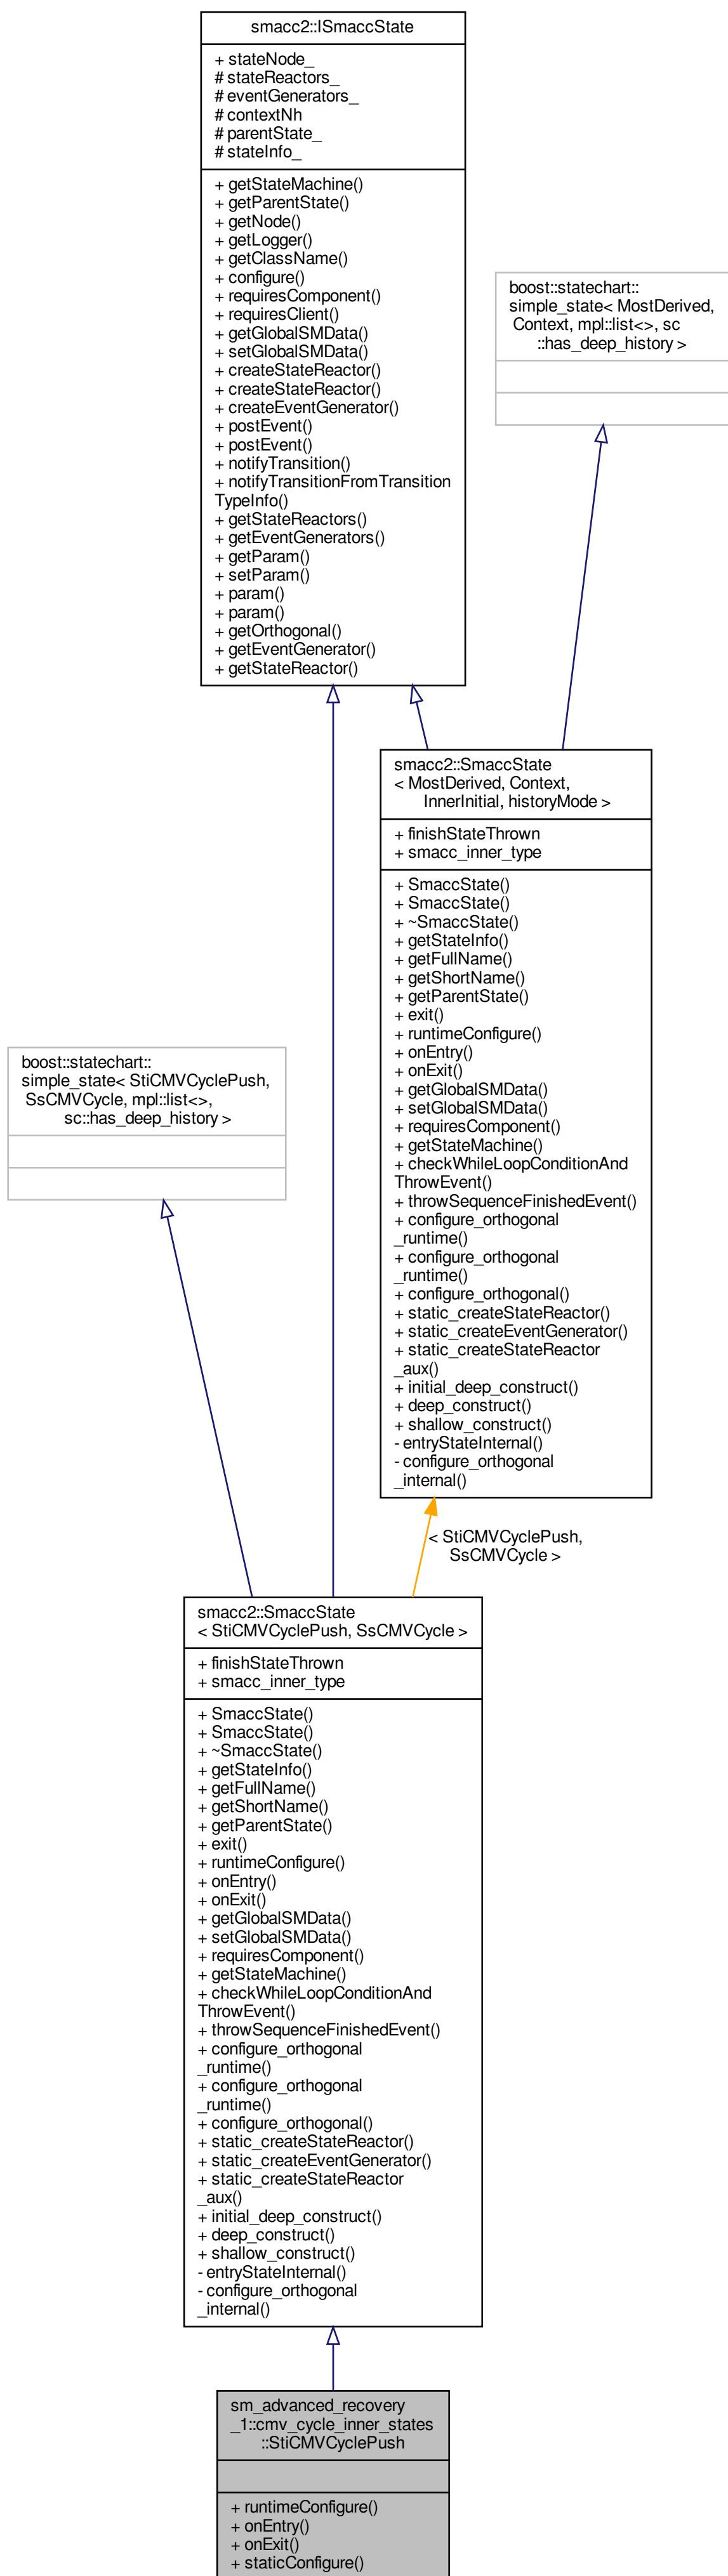 smacc2::ISmaccState
+ stateNode_
# stateReactors_
# eventGenerators_
# contextNh
# parentState_
# stateInfo_
+ getStateMachine()
+ getParentState()
+ getNode()
+ getLogger()
+ getClassName()
+ configure()
+ requiresComponent()
+ requiresClient()
+ getGlobalSMData()
+ setGlobalSMData()
+ createStateReactor()
+ createStateReactor()
+ createEventGenerator()
+ postEvent()
+ postEvent()
+ notifyTransition()
+ notifyTransitionFromTransition
TypeInfo()
+ getStateReactors()
+ getEventGenerators()
+ getParam()
+ setParam()
+ param()
+ param()
+ getOrthogonal()
+ getEventGenerator()
+ getStateReactor()
boost::statechart::
simple_state< MostDerived,
Context, mpl::list<>, sc
::has_deep_history >
smacc2::SmaccState
< MostDerived, Context,
InnerInitial, historyMode >
+ finishStateThrown
+ smacc_inner_type
+ SmaccState()
+ SmaccState()
+ ~SmaccState()
+ getStateInfo()
+ getFullName()
+ getShortName()
+ getParentState()
+ exit()
+ runtimeConfigure()
+ onEntry()
+ onExit()
+ getGlobalSMData()
+ setGlobalSMData()
+ requiresComponent()
+ getStateMachine()
+ checkWhileLoopConditionAnd
ThrowEvent()
+ throwSequenceFinishedEvent()
+ configure_orthogonal
_runtime()
+ configure_orthogonal
_runtime()
+ configure_orthogonal()
+ static_createStateReactor()
+ static_createEventGenerator()
+ static_createStateReactor
_aux()
+ initial_deep_construct()
+ deep_construct()
+ shallow_construct()
- entryStateInternal()
- configure_orthogonal
_internal()
boost::statechart::
simple_state< StiCMVCyclePush,
SsCMVCycle, mpl::list<>,
sc::has_deep_history >
< StiCMVCyclePush,
SsCMVCycle >
smacc2::SmaccState
< StiCMVCyclePush, SsCMVCycle >
+ finishStateThrown
+ smacc_inner_type
+ SmaccState()
+ SmaccState()
+ ~SmaccState()
+ getStateInfo()
+ getFullName()
+ getShortName()
+ getParentState()
+ exit()
+ runtimeConfigure()
+ onEntry()
+ onExit()
+ getGlobalSMData()
+ setGlobalSMData()
+ requiresComponent()
+ getStateMachine()
+ checkWhileLoopConditionAnd
ThrowEvent()
+ throwSequenceFinishedEvent()
+ configure_orthogonal
_runtime()
+ configure_orthogonal
_runtime()
+ configure_orthogonal()
+ static_createStateReactor()
+ static_createEventGenerator()
+ static_createStateReactor
_aux()
+ initial_deep_construct()
+ deep_construct()
+ shallow_construct()
- entryStateInternal()
- configure_orthogonal
_internal()
sm_advanced_recovery
_1::cmv_cycle_inner_states
::StiCMVCyclePush
+ runtimeConfigure()
+ onEntry()
+ onExit()
+ staticConfigure()